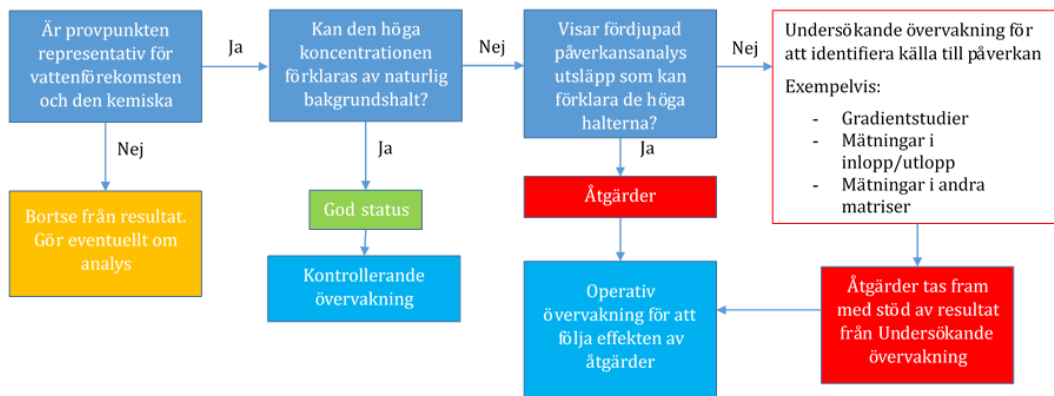 Är provpunkten
representativ för
vattenförekomsten
och den kemiska
Ja
Kan den höga
koncentrationen
förklaras av naturlig
bakgrundshalt?
Nej
Visar fördjupad
påverkansanalys
utsläpp som kan
förklara de höga
halterna?
Nej
Undersökande övervakning för
att identifiera källa till påverkan
Exempelvis:
- Gradientstudier
- Mätningar i
inlopp/utlopp
- Mätningar i andra
matriser
Nej
Ja
Ja
Bortse från resultat.
Gör eventuellt om
analys
God status
Åtgärder
Kontrollerande
övervakning
Operativ
övervakning för att
följa effekten av
åtgärder
Åtgärder tas fram
med stöd av resultat
från Undersökande
övervakning